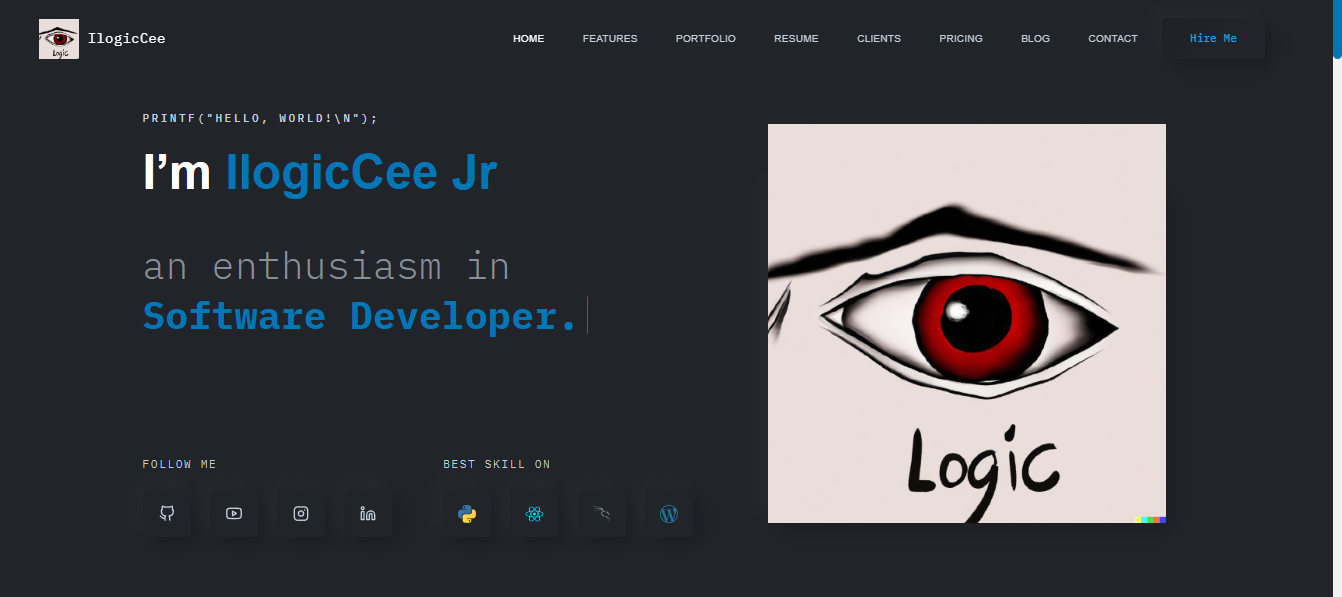 IlogicCee
HOME FEATURES PORTFOLIO RESUME CLIENTS PRICING BLOG CONTACT Hire Me
PRINTF("HELLO, WORLD!\N");
I’m IlogicCee Jr
an enthusiasm in
Software Developer.
Logic
FOLLOW ME
BEST SKILL ON